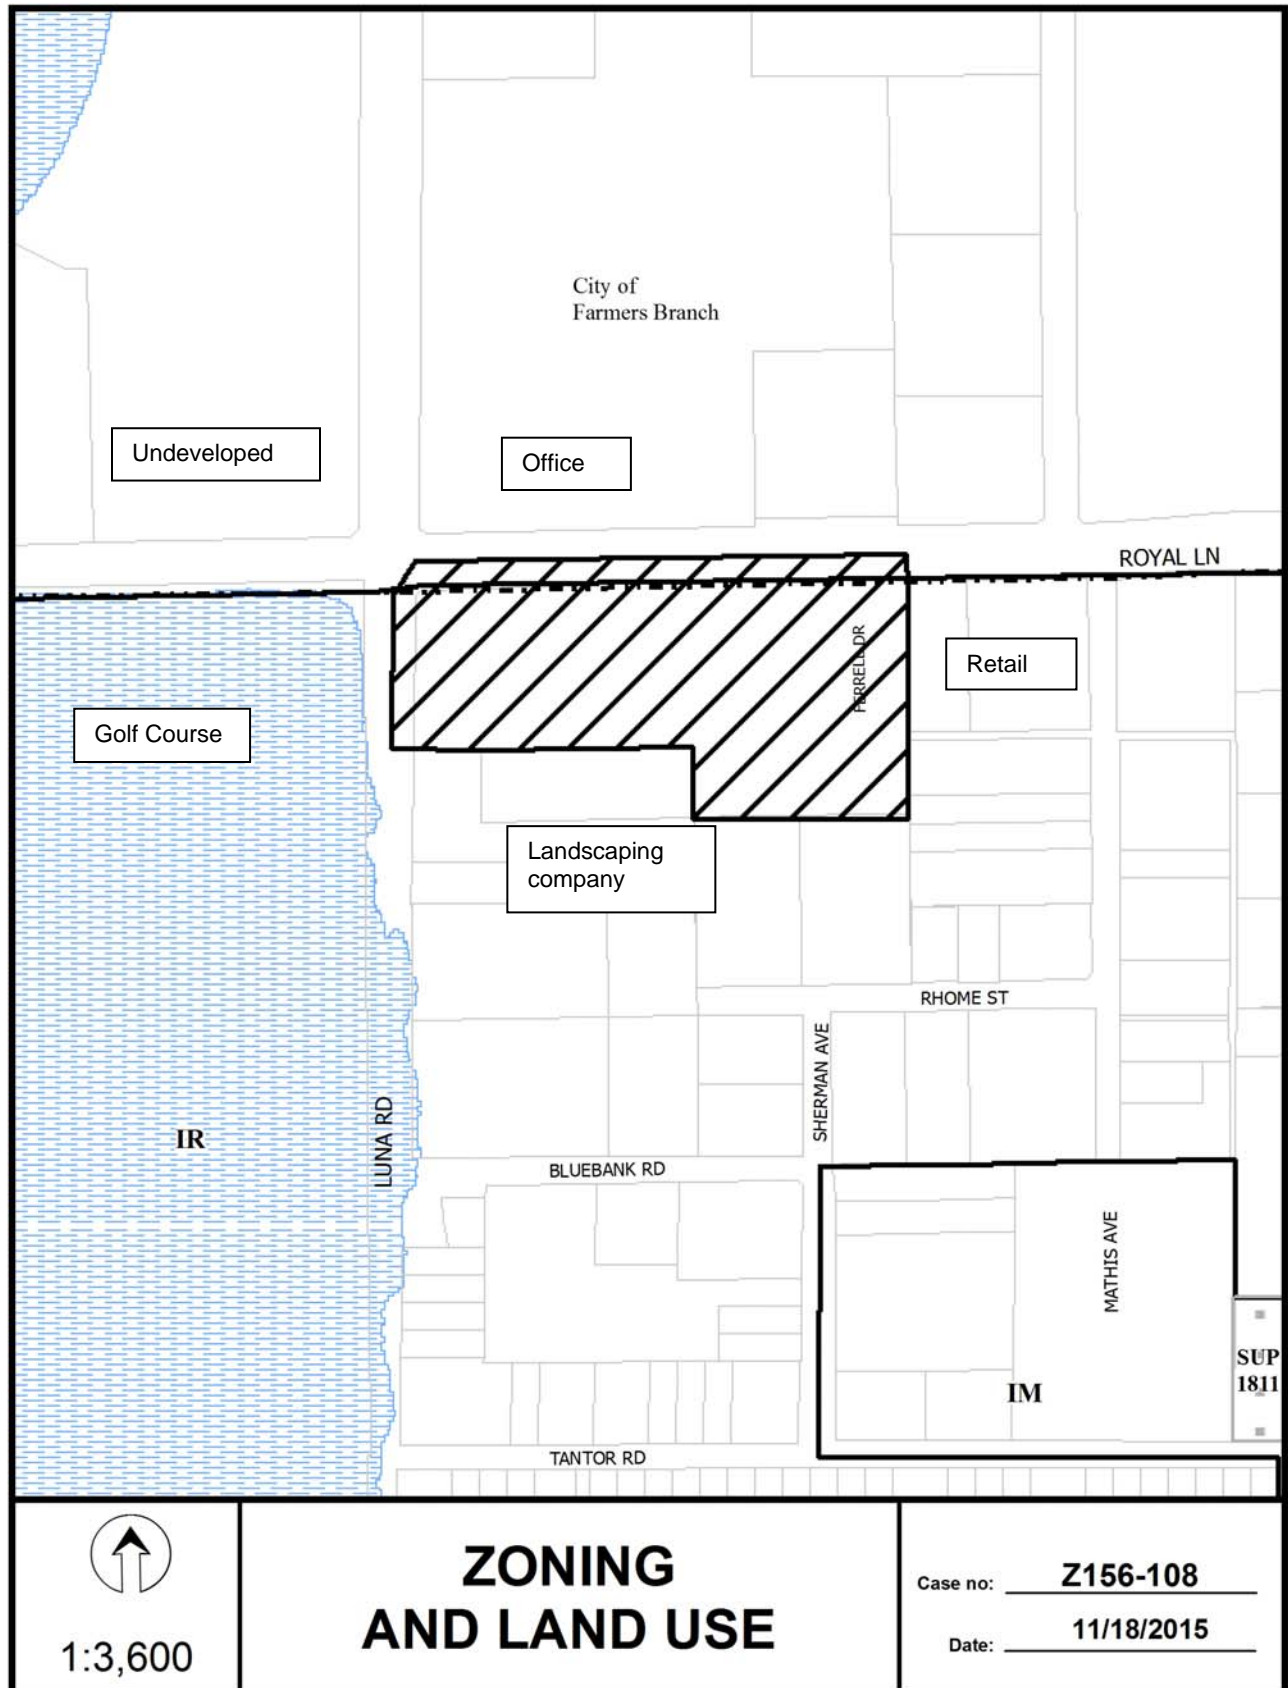 City of
Farmers Branch
Undeveloped
Office
ROYAL LN
FERRELL DR
Retail
Golf Course
Landscaping
company
RHOME ST
SHERMAN AVE
LUNA RD
IR
BLUEBANK RD
MATHIS AVE
SUP
1811
IM
TANTOR RD
1:3,600
ZONING
AND LAND USE
Case no: Z156-108
Date: 11/18/2015